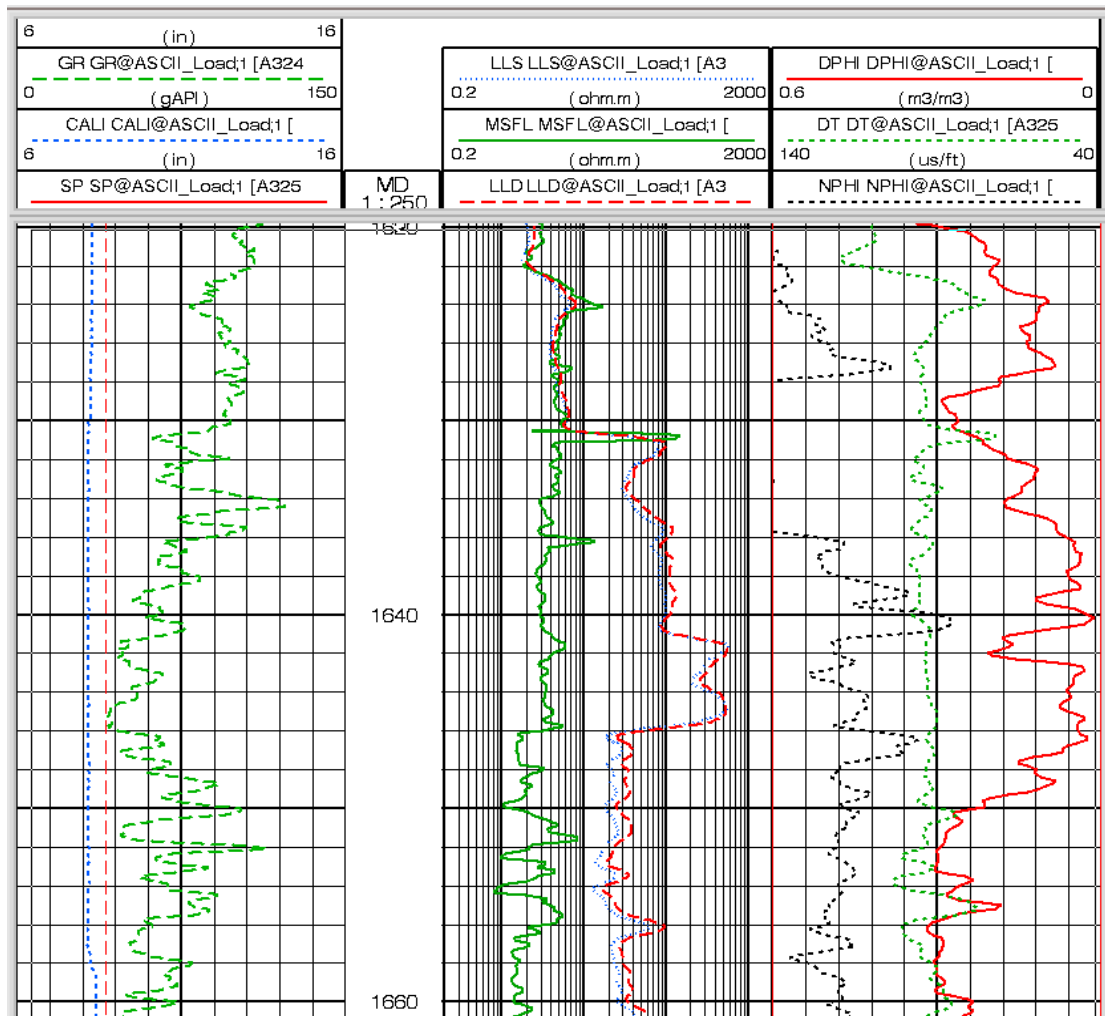 6 (in) 16
GR GR@ASCII_Load;1 [A324
0 (gAPI) 150
CALI CALI@ASCII_Load;1 [
6 (in) 16
SP SP@ASCII_Load;1 [A325
MD
1 : 250
LLS LLS@ASCII_Load;1 [A3
0.2 (ohm.m) 2000
MSFL MSFL@ASCII_Load;1 [
0.2 (ohm.m) 2000
LLD LLD@ASCII_Load;1 [A3
DPHI DPHI@ASCII_Load;1 [
0.6 (m3/m3) 0
DT DT@ASCII_Load;1 [A325
140 (us/ft) 40
NPHI NPHI@ASCII_Load;1 [
1620
1640
1660